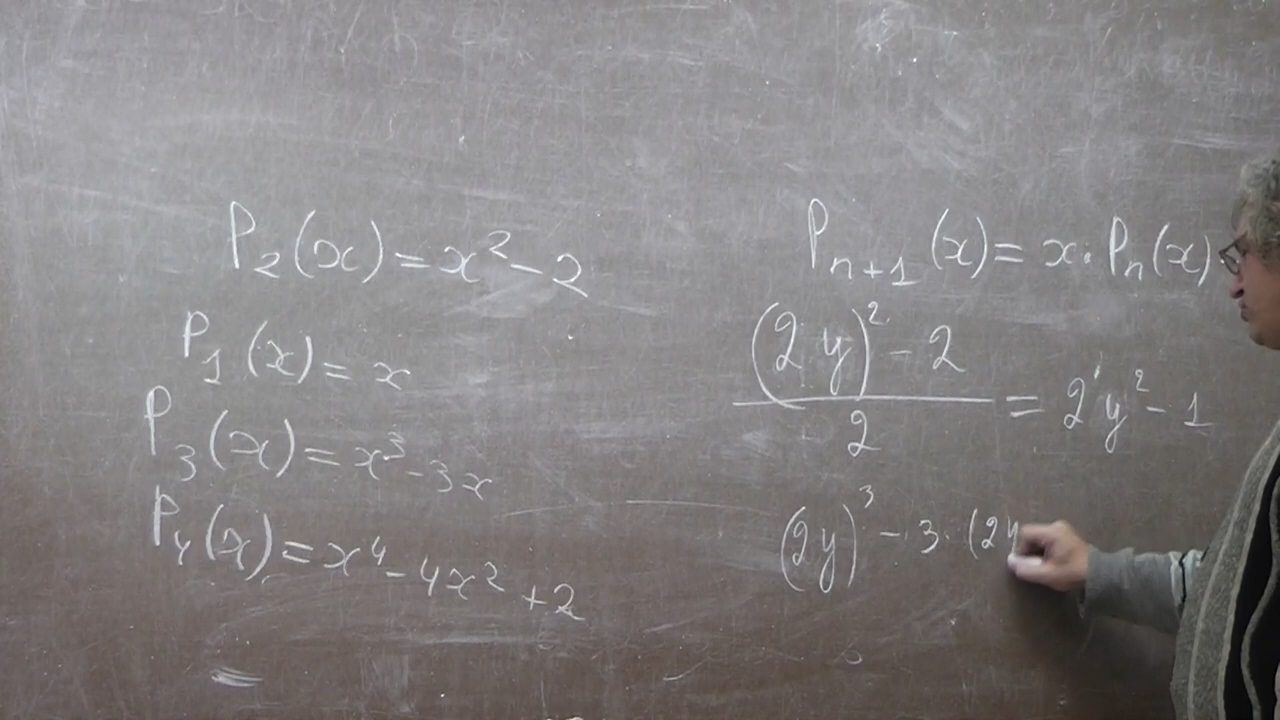 P₂(x) = x² - 2
P₁(x) = x
P₃(x) = x³ - 3x
P₄(x) = x⁴ - 4x² + 2
Pₙ₊₁(x) = x · Pₙ(x)
((2y)² - 2) / 2 = 2y² - 1
(2y)³ - 3 · (2y